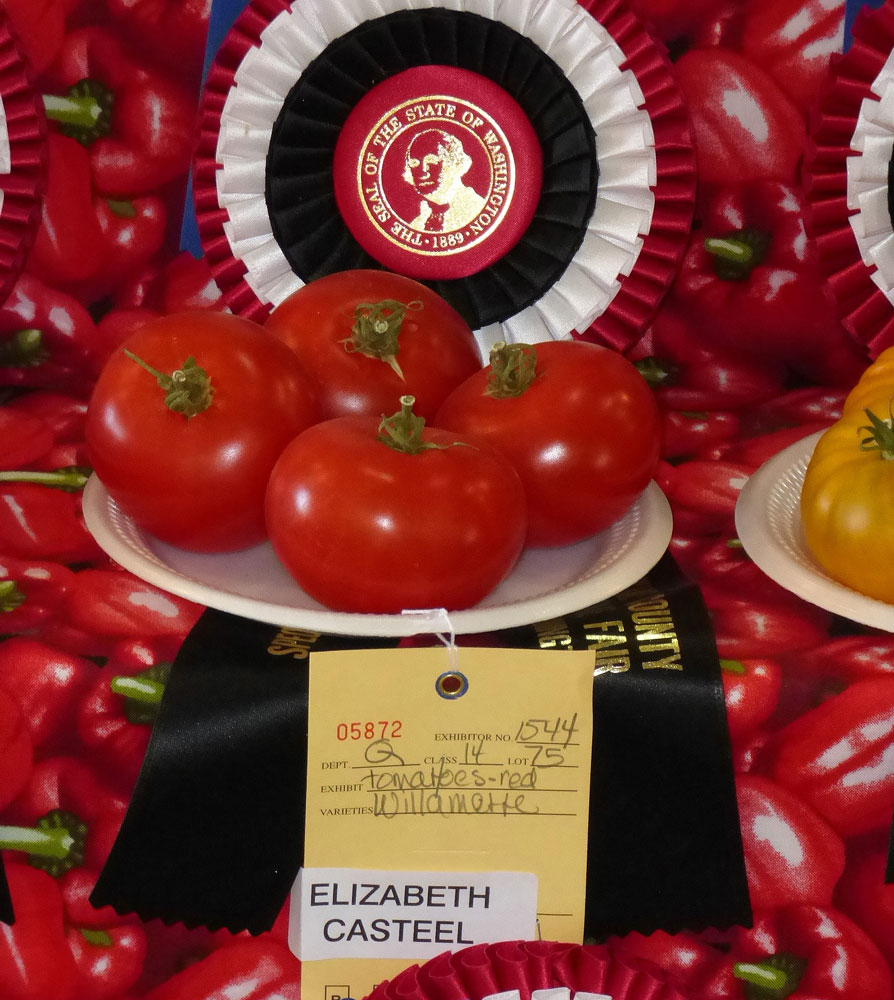 THE SEAL OF THE STATE OF WASHINGTON
·1889·
COUNTY
FAIR
05872
EXHIBITOR NO. 1544
DEPT. Q CLASS 14 LOT 75
EXHIBIT tomatoes-red
VARIETIES Willamette
ELIZABETH
CASTEEL